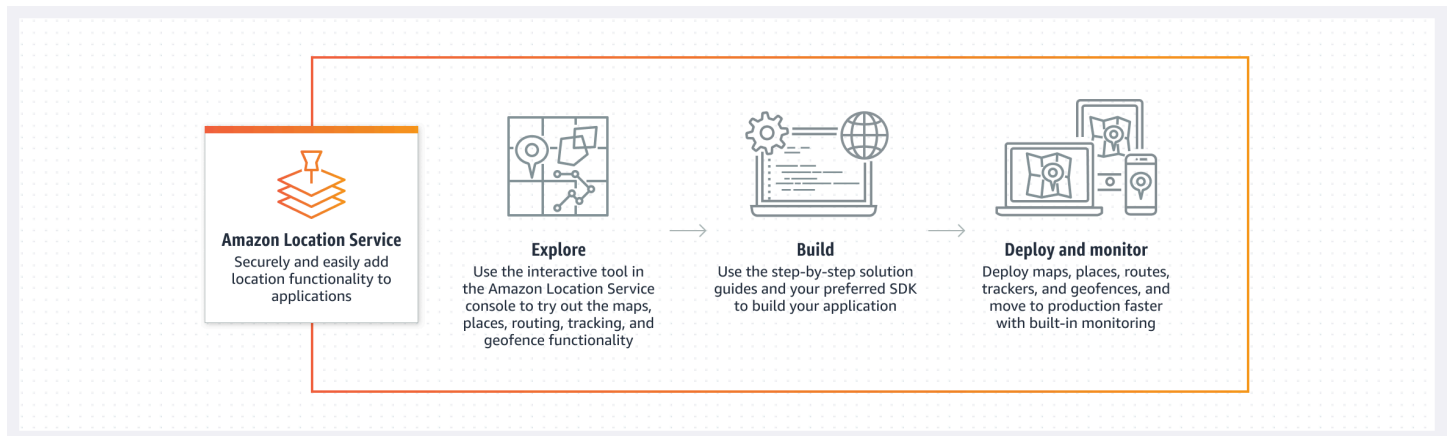 Amazon Location Service
Securely and easily add
location functionality to
applications
Explore
Use the interactive tool in
the Amazon Location Service
console to try out the maps,
places, routing, tracking, and
geofence functionality
Build
Use the step-by-step solution
guides and your preferred SDK
to build your application
Deploy and monitor
Deploy maps, places, routes,
trackers, and geofences, and
move to production faster
with built-in monitoring